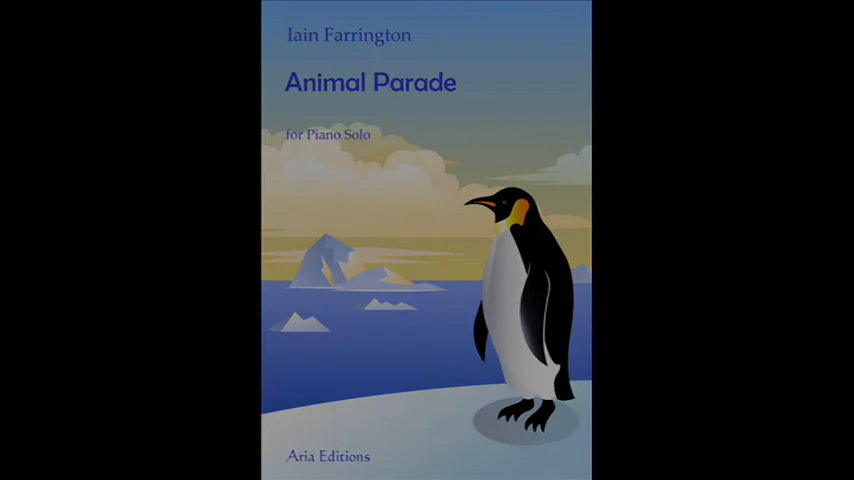 Iain Farrington
Animal Parade
for Piano Solo
Aria Editions